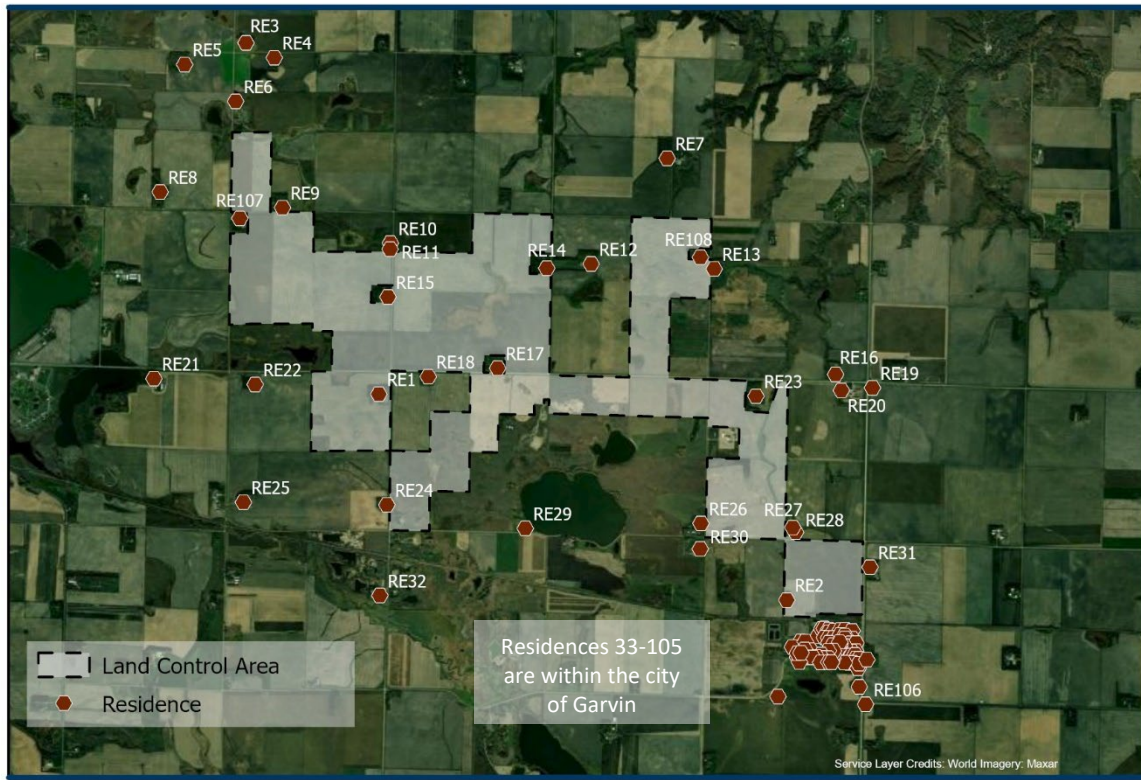 RE3
RE4
RE5
RE6
RE7
RE8
RE9
RE107
RE10
RE11
RE14
RE12
RE108
RE13
RE15
RE21
RE22
RE1
RE18
RE17
RE23
RE16
RE19
RE20
RE25
RE24
RE29
RE26
RE27
RE28
RE30
RE31
RE32
RE2
Residences 33-105
are within the city
of Garvin
RE106
Land Control Area
Residence
Service Layer Credits: World Imagery: Maxar